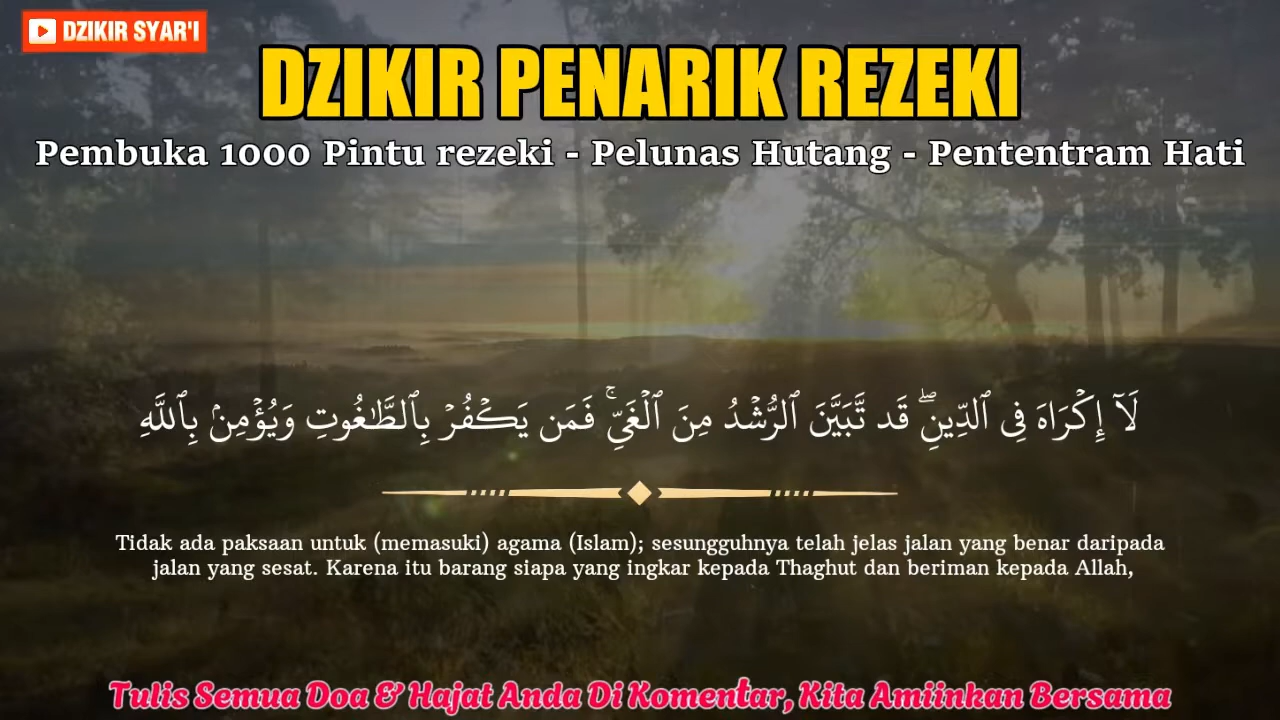 DZIKIR SYAR'I
DZIKIR PENARIK REZEKI
Pembuka 1000 Pintu rezeki - Pelunas Hutang - Pententram Hati
لَآ إِكْرَاهَ فِى ٱلدِّينِ ۖ قَد تَّبَيَّنَ ٱلرُّشْدُ مِنَ ٱلْغَىِّ ۚ فَمَن يَكْفُرْ بِٱلطَّـٰغُوتِ وَيُؤْمِنۢ بِٱللَّهِ
Tidak ada paksaan untuk (memasuki) agama (Islam); sesungguhnya telah jelas jalan yang benar daripada
jalan yang sesat. Karena itu barang siapa yang ingkar kepada Thaghut dan beriman kepada Allah,
Tulis Semua Doa & Hajat Anda Di Komentar, Kita Amiinkan Bersama